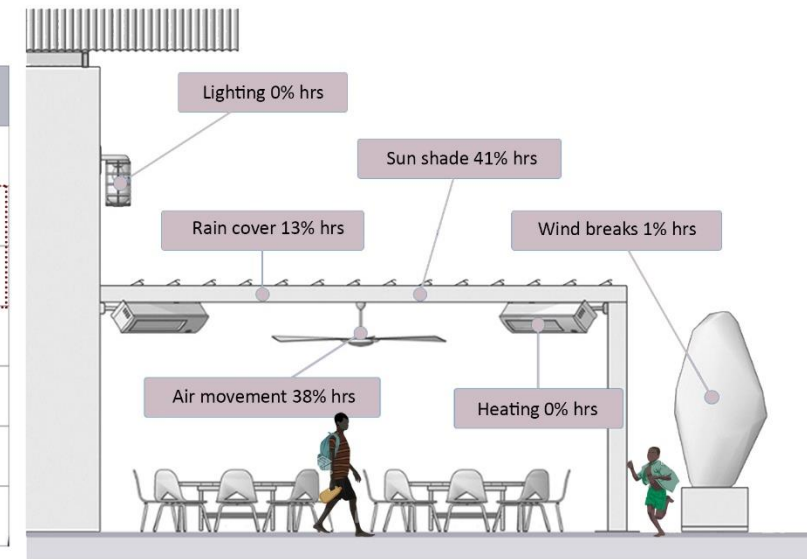 Lighting 0% hrs
Sun shade 41% hrs
Rain cover 13% hrs
Wind breaks 1% hrs
Air movement 38% hrs
Heating 0% hrs